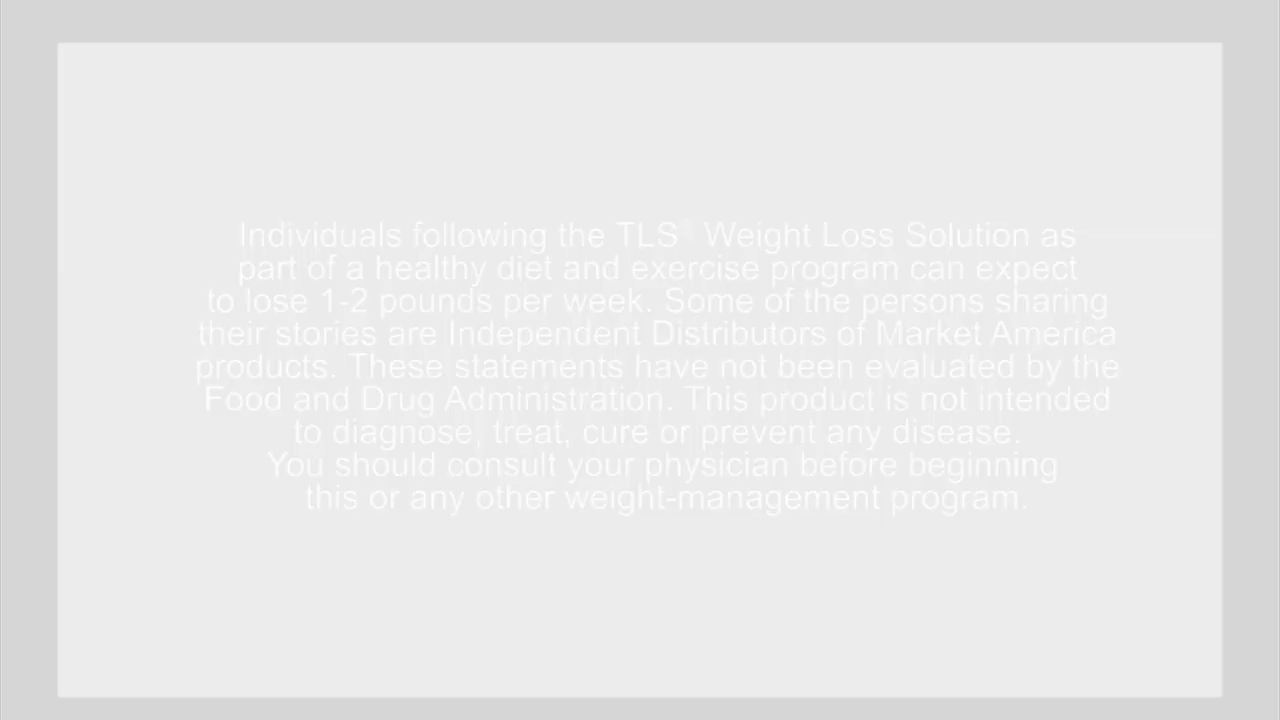 Individuals following the TLS® Weight Loss Solution as
part of a healthy diet and exercise program can expect
to lose 1-2 pounds per week. Some of the persons sharing
their stories are Independent Distributors of Market America
products. These statements have not been evaluated by the
Food and Drug Administration. This product is not intended
to diagnose, treat, cure or prevent any disease.
You should consult your physician before beginning
this or any other weight-management program.